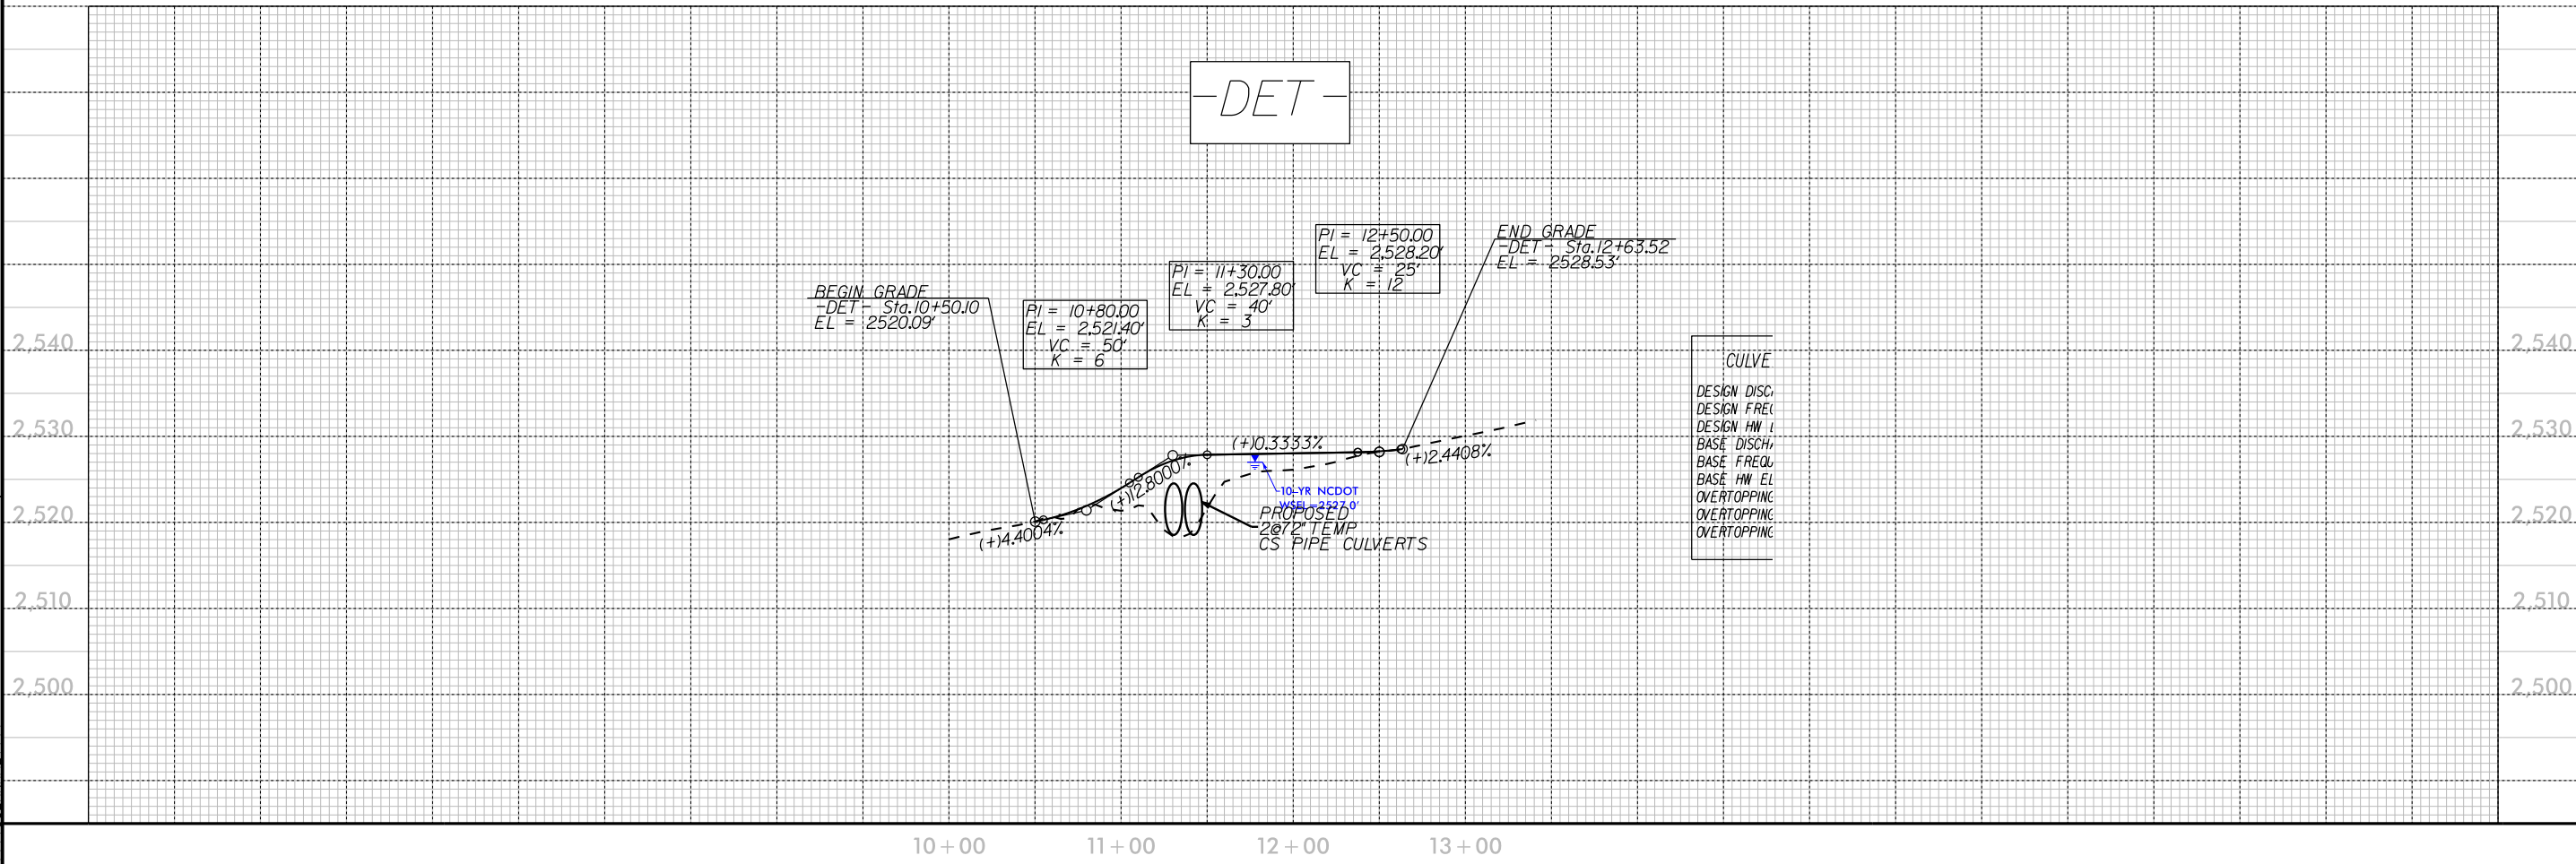 -DET-
PI = 12+50.00
EL = 2,528.20'
VC = 25'
K = 12
END GRADE
-DET- Sta.12+63.52
EL = 2528.53'
PI = 11+30.00
EL = 2,527.80'
VC = 40'
K = 3
BEGIN GRADE
-DET- Sta.10+50.10
EL = 2520.09'
PI = 10+80.00
EL = 2,521.40'
VC = 50'
K = 6
2,540
2,540
CULVE
DESIGN DISC
DESIGN FRE
DESIGN HW
BASE DISCH
BASE FREQU
BASE HW EL
OVERTOPPING
OVERTOPPING
OVERTOPPING
2,530
2,530
(+)0.3333%
(+)2.4408%
(+)12.8000%
(+)4.4004%
10-YR NCDOT
WSEL=2527.0'
PROPOSED
2@72" TEMP
CS PIPE CULVERTS
2,520
2,520
2,510
2,510
2,500
2,500
10+00 11+00 12+00 13+00